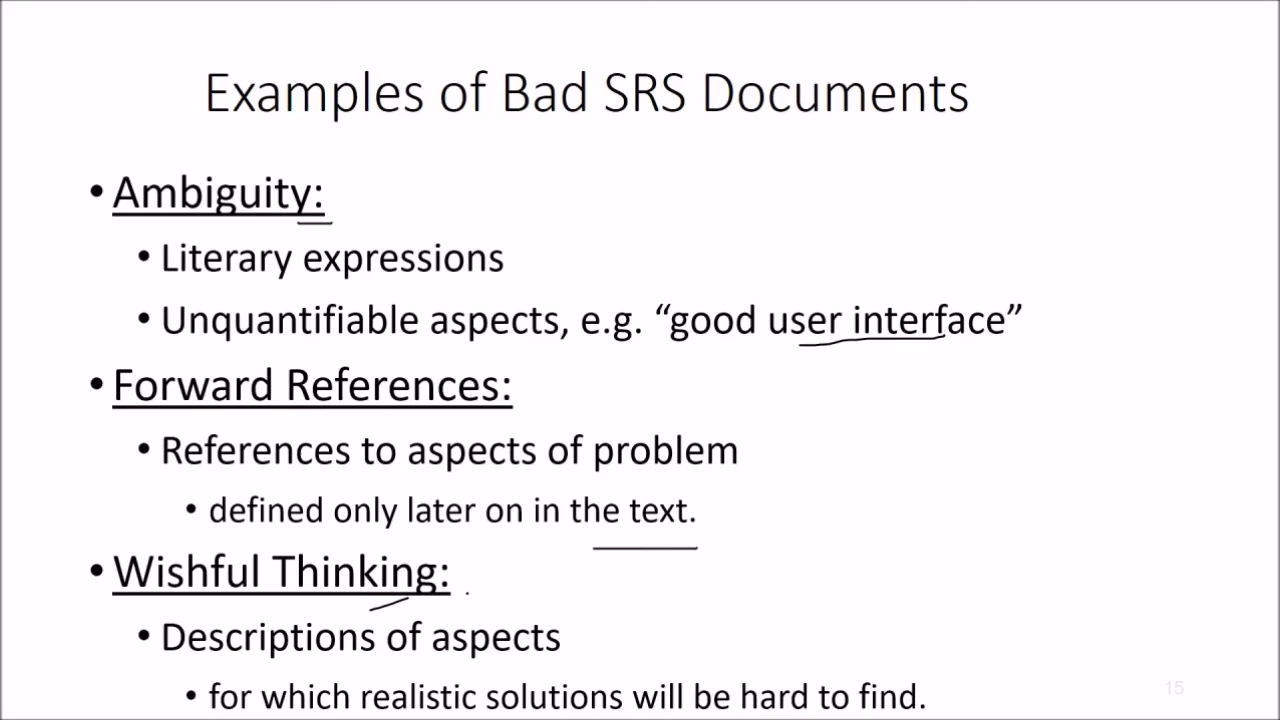 Examples of Bad SRS Documents
• Ambiguity:
• Literary expressions
• Unquantifiable aspects, e.g. “good user interface”
• Forward References:
• References to aspects of problem
• defined only later on in the text.
• Wishful Thinking:
• Descriptions of aspects
• for which realistic solutions will be hard to find.
15